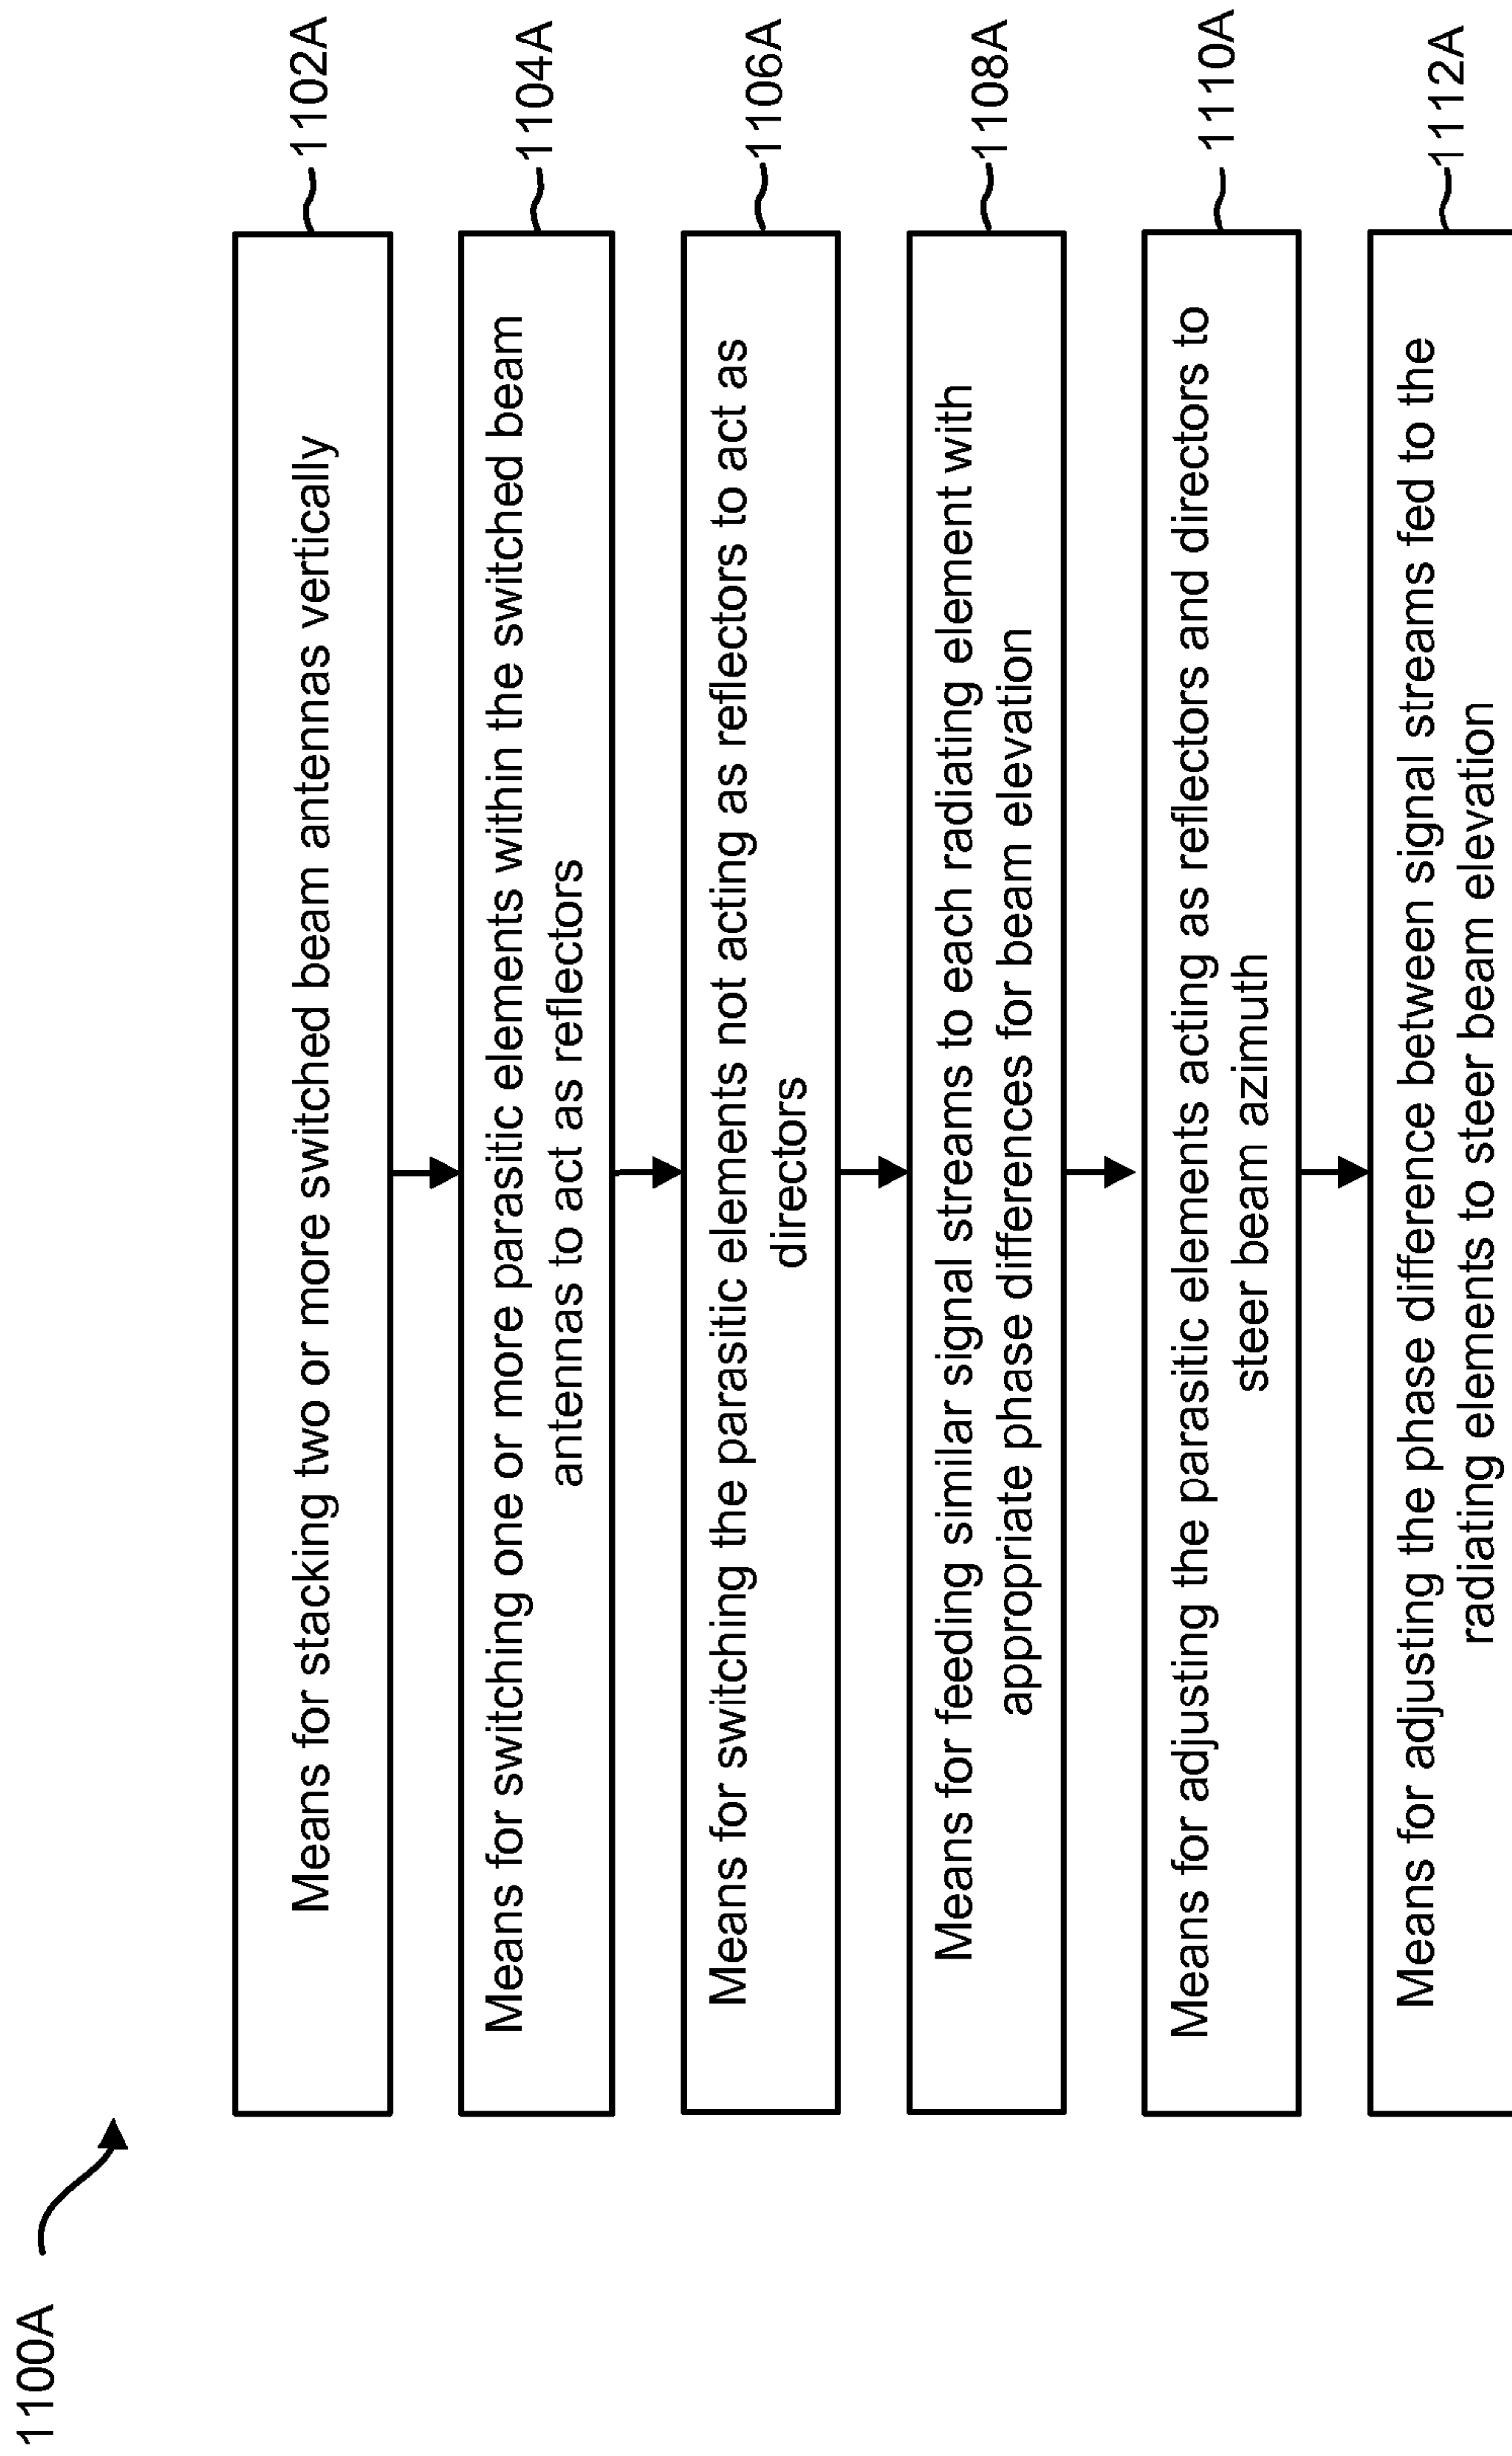 1100A
Means for stacking two or more switched beam antennas vertically
1102A
Means for switching one or more parasitic elements within the switched beam
antennas to act as reflectors
1104A
Means for switching the parasitic elements not acting as reflectors to act as
directors
1106A
Means for feeding similar signal streams to each radiating element with
appropriate phase differences for beam elevation
1108A
Means for adjusting the parasitic elements acting as reflectors and directors to
steer beam azimuth
1110A
Means for adjusting the phase difference between signal streams fed to the
radiating elements to steer beam elevation
1112A